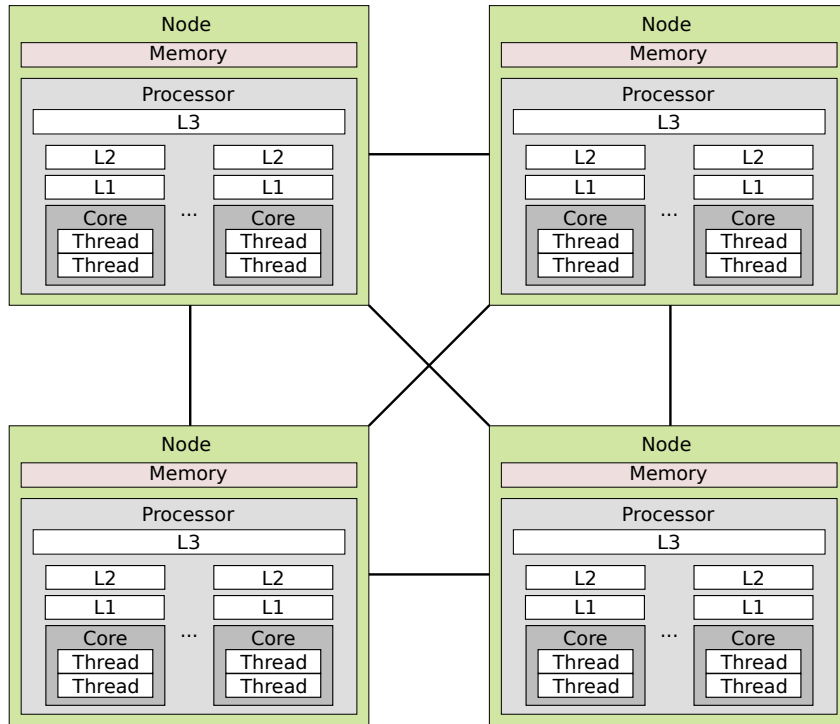 Node
Memory
Processor
L3
L2 L2
L1 L1
...
Core Core
Thread Thread
Thread Thread
Node
Memory
Processor
L3
L2 L2
L1 L1
...
Core Core
Thread Thread
Thread Thread
Node
Memory
Processor
L3
L2 L2
L1 L1
...
Core Core
Thread Thread
Thread Thread
Node
Memory
Processor
L3
L2 L2
L1 L1
...
Core Core
Thread Thread
Thread Thread